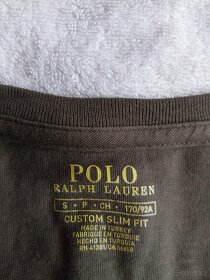 POLO
RALPH LAUREN
S • P • CH • 170/92A
CUSTOM SLIM FIT
MADE IN TURKEY
FABRIQUÉ EN TURQUIE
HECHO EN TURQUIA
RN 41381/CA 06458